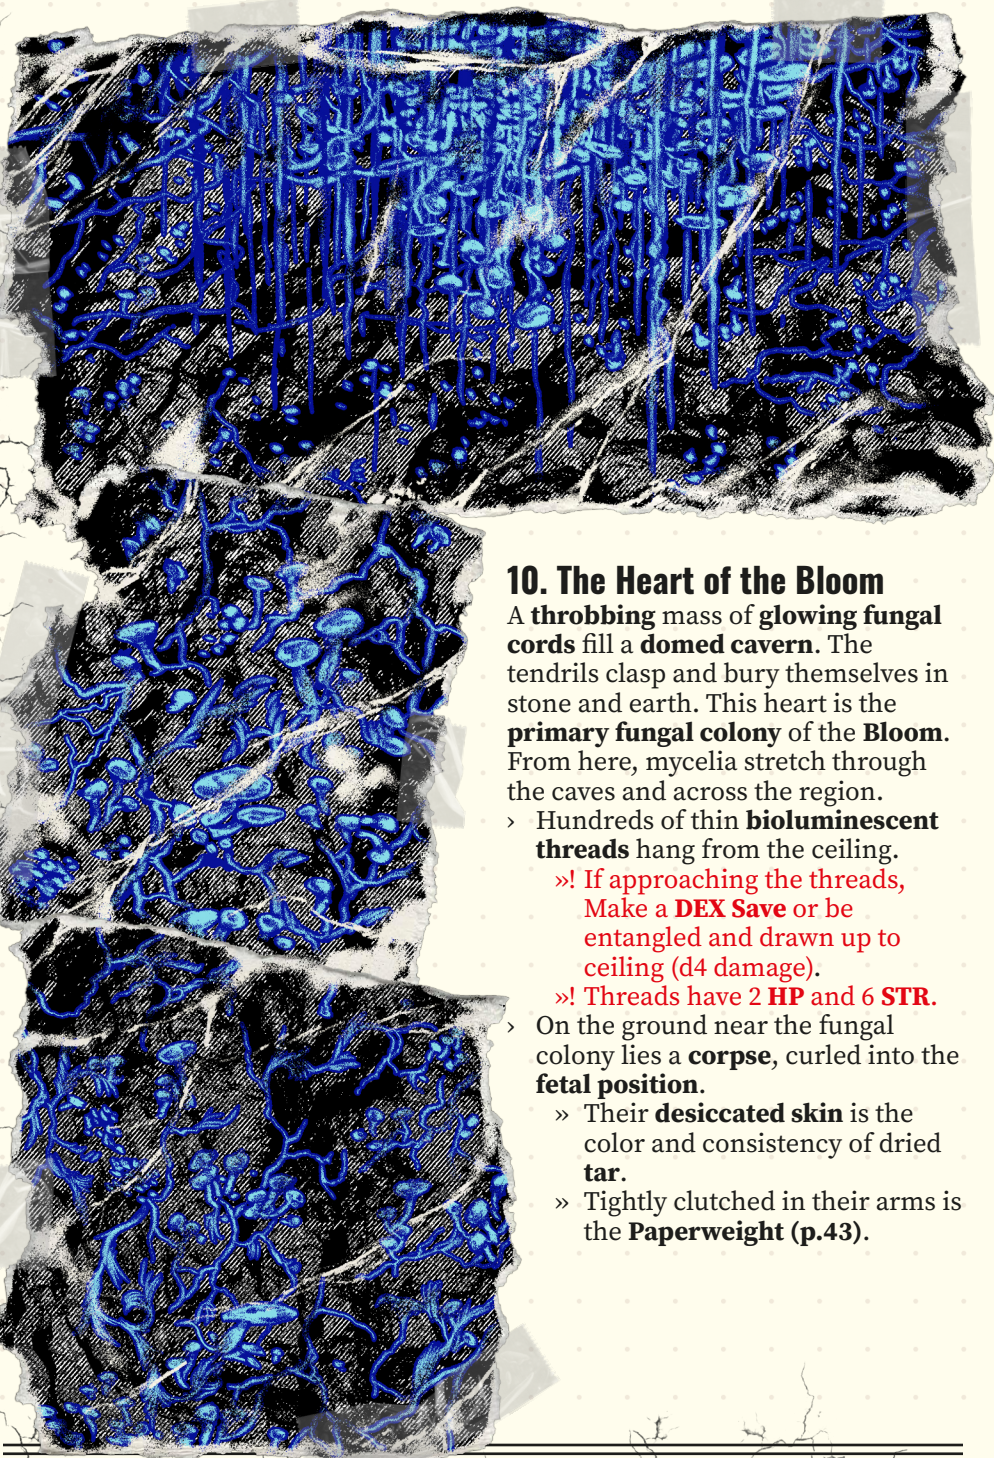 10. The Heart of the Bloom
A throbbing mass of glowing fungal
cords fill a domed cavern. The
tendrils clasp and bury themselves in
stone and earth. This heart is the
primary fungal colony of the Bloom.
From here, mycelia stretch through
the caves and across the region.
› Hundreds of thin bioluminescent
threads hang from the ceiling.
»! If approaching the threads,
Make a DEX Save or be
entangled and drawn up to
ceiling (d4 damage).
»! Threads have 2 HP and 6 STR.
› On the ground near the fungal
colony lies a corpse, curled into the
fetal position.
» Their desiccated skin is the
color and consistency of dried
tar.
» Tightly clutched in their arms is
the Paperweight (p.43).